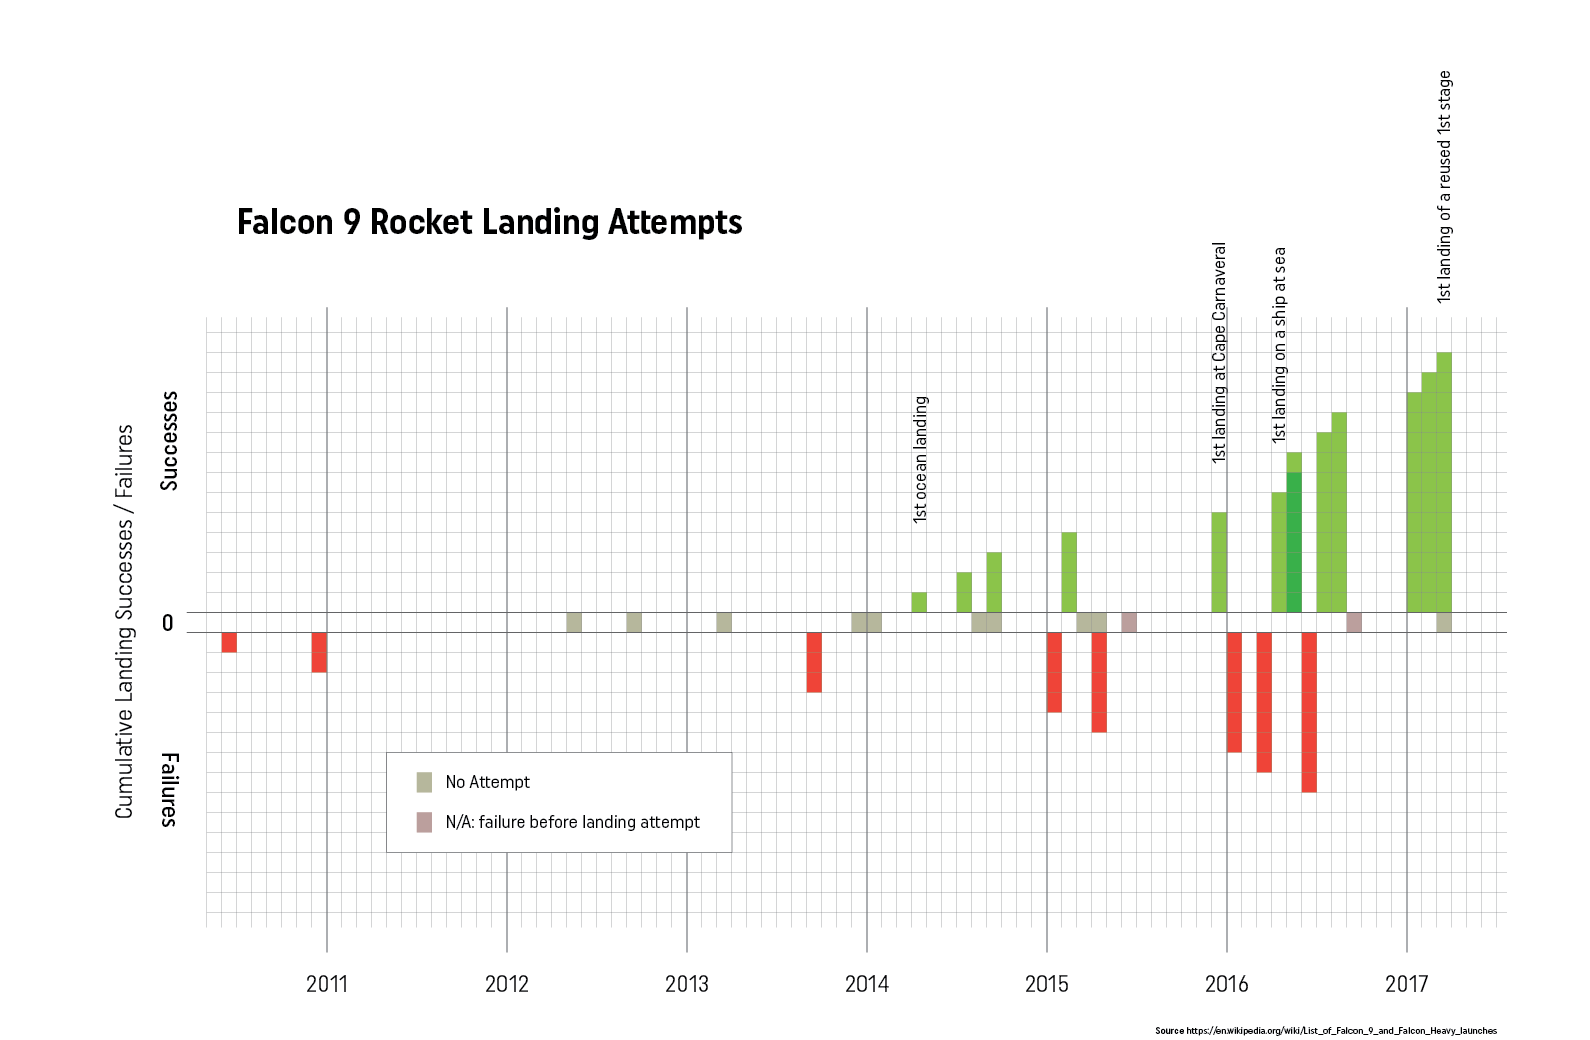 1st landing of a reused 1st stage
Falcon 9 Rocket Landing Attempts
1st landing at Cape Carnaveral
1st landing on a ship at sea
1st ocean landing
Cumulative Landing Successes / Failures
Successes
0
Failures
No Attempt
N/A: failure before landing attempt
2011 2012 2013 2014 2015 2016 2017
Source https://en.wikipedia.org/wiki/List_of_Falcon_9_and_Falcon_Heavy_launches